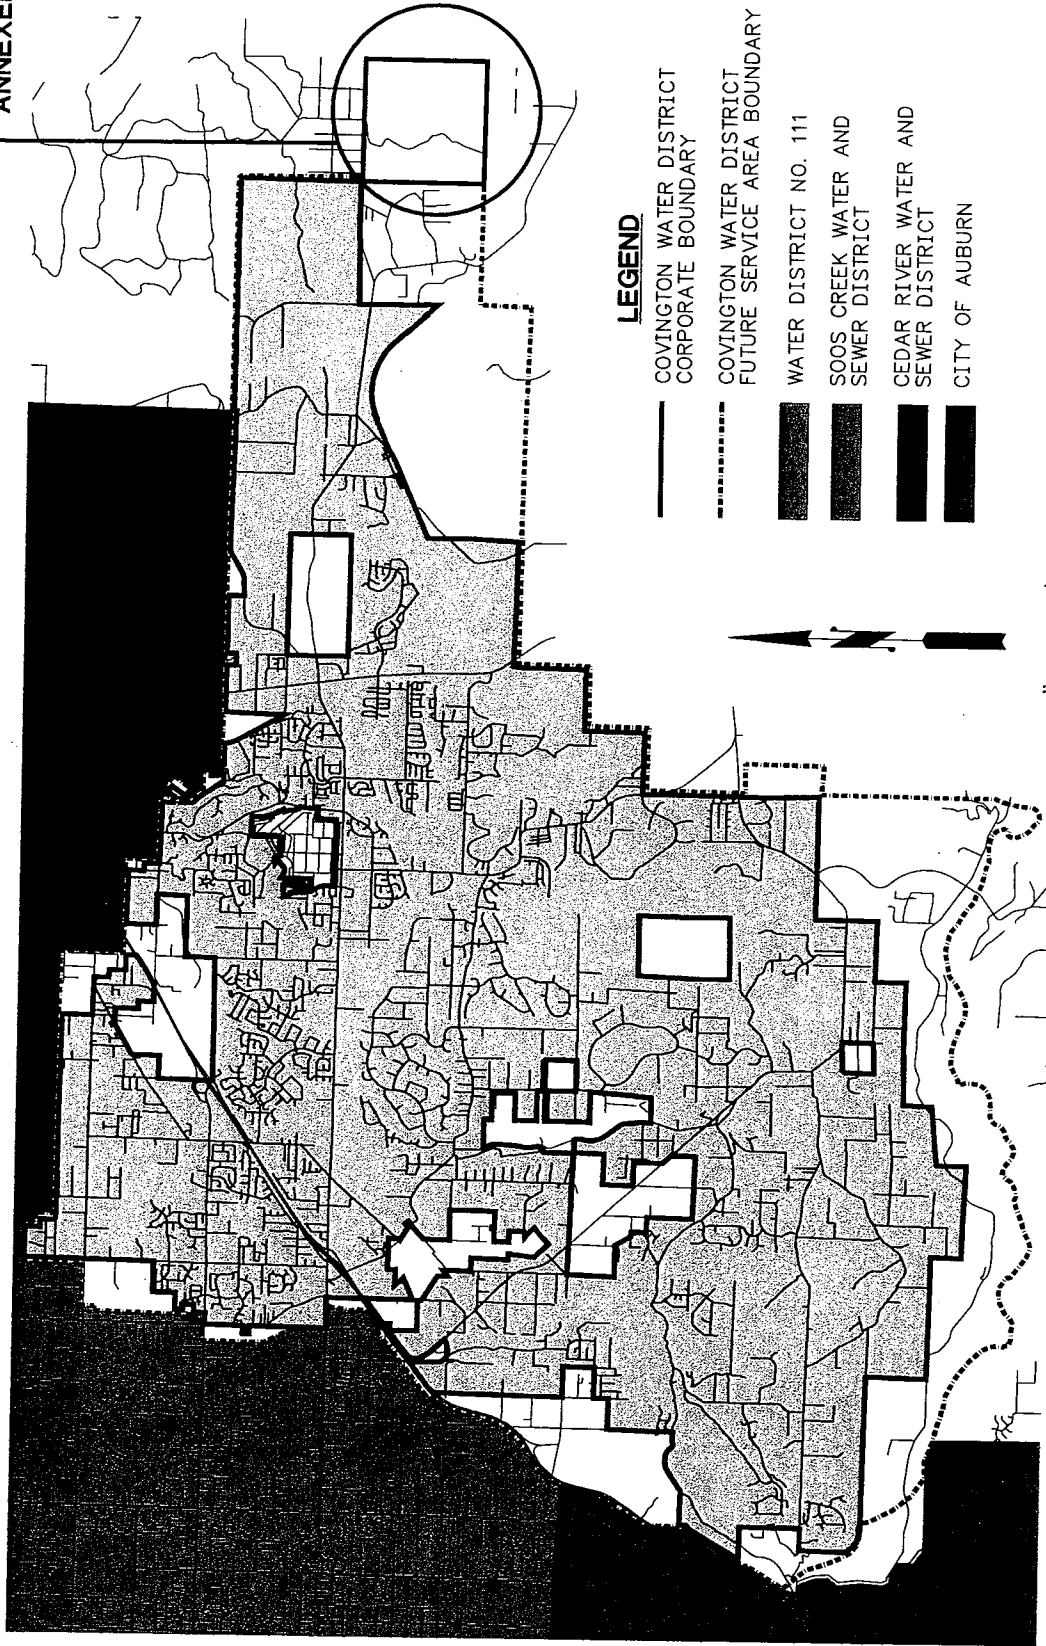 LEGEND
COVINGTON WATER DISTRICT
CORPORATE BOUNDARY
COVINGTON WATER DISTRICT
FUTURE SERVICE AREA BOUNDARY
WATER DISTRICT NO. 111
SOOS CREEK WATER AND
SEWER DISTRICT
CEDAR RIVER WATER AND
SEWER DISTRICT
CITY OF AUBURN